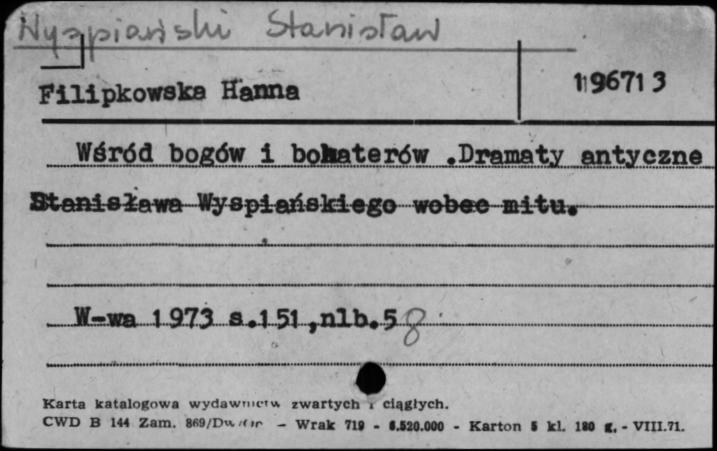 Wyspiański Stanisław
Filipkowska Hanna 1196713
Wśród bogów i bohaterów .Dramaty antyczne
Stanisława Wyspiańskiego wobec mitu.
W-wa 1973 s.151,nlb.5 8
Karta katalogowa wydawnictw zwartych i ciągłych.
CWD B 144 Zam. 869/ - Wrak 719 - 8.520.000 - Karton 5 kl. 180 g. - VIII.71.